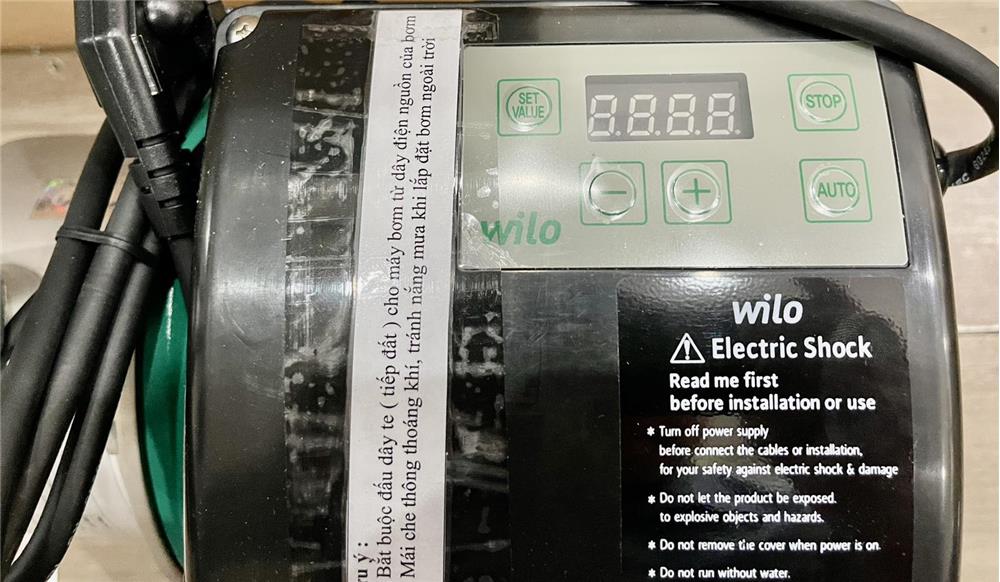 SET
VALUE
8.8.8.8.
STOP
AUTO
wilo
wilo
Electric Shock
Read me first
before installation or use
* Turn off power supply
before connect the cables or installation,
for your safety against electric shock & damage
* Do not let the product be exposed.
to explosive objects and hazards.
* Do not remove the cover when power is on.
* Do not run without water.
ý :
Bắt buộc đấu dây te ( tiếp đất ) cho máy bơm từ dây điện nguồn của bơm
Mái che thông thoáng khí, tránh nắng mưa khi lắp đặt bơm ngoài trời